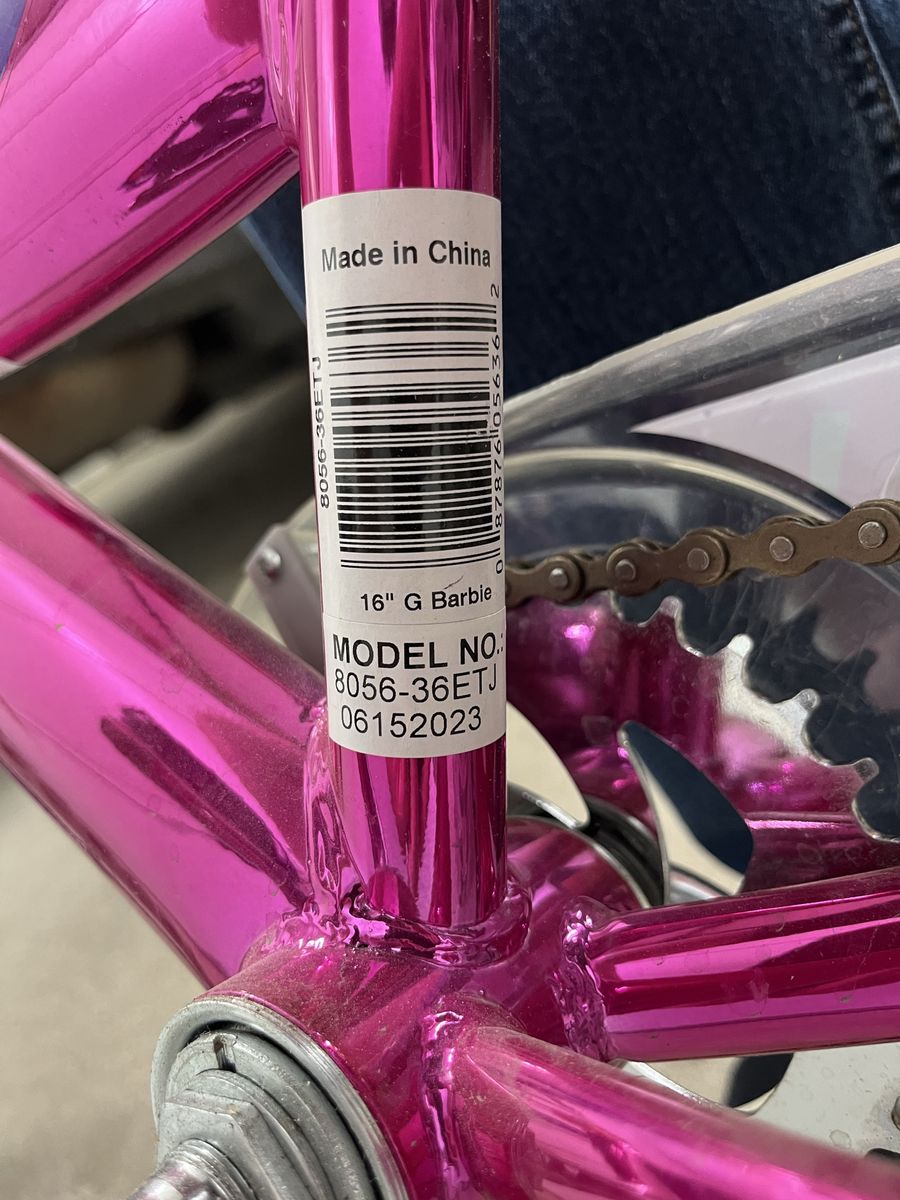 Made in China
8056-36ETJ
0 87876 05636 2
16" G Barbie
MODEL NO.:
8056-36ETJ
06152023